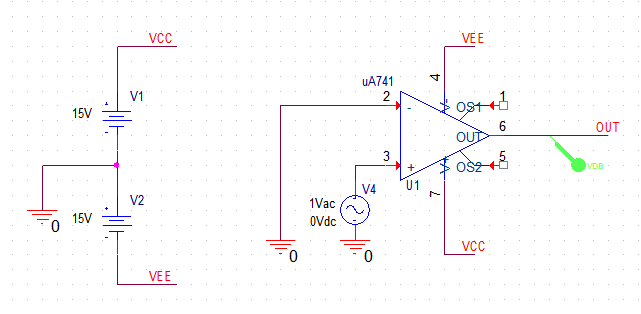 VCC
V1
15V
V2
15V
0
VEE
VEE
uA741
4
2
-
OS1
1
V-
OUT
6
OUT
3
+
V+
OS2
5
U1
7
VDB
V4
1Vac
0Vdc
0
0
VCC